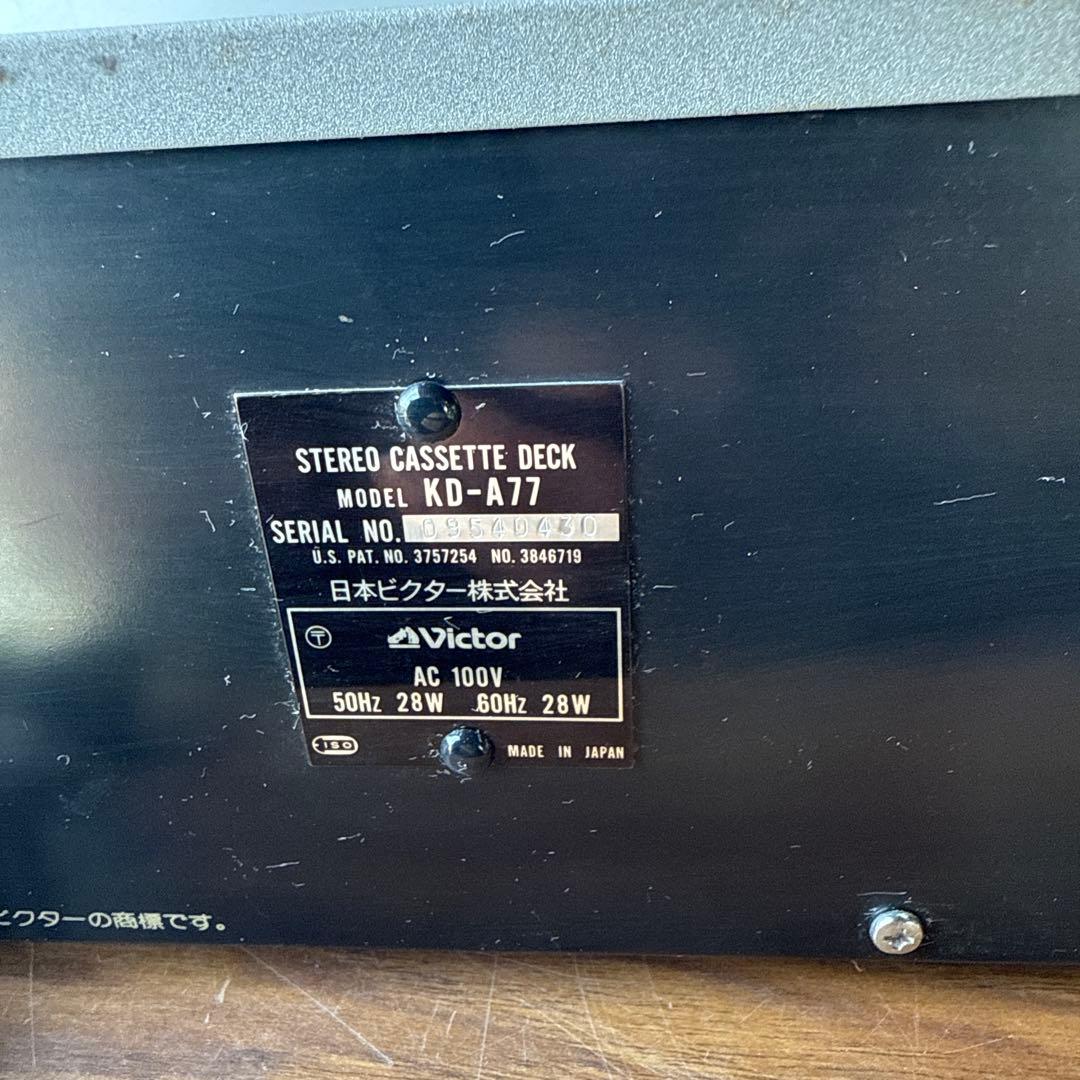 STEREO CASSETTE DECK
MODEL KD-A77
SERIAL NO. 09540430
U.S. PAT. NO. 3757254 NO. 3846719
日本ビクター株式会社
〒 Victor
AC 100V
50Hz 28W 60Hz 28W
ISO MADE IN JAPAN
ビクターの商標です。